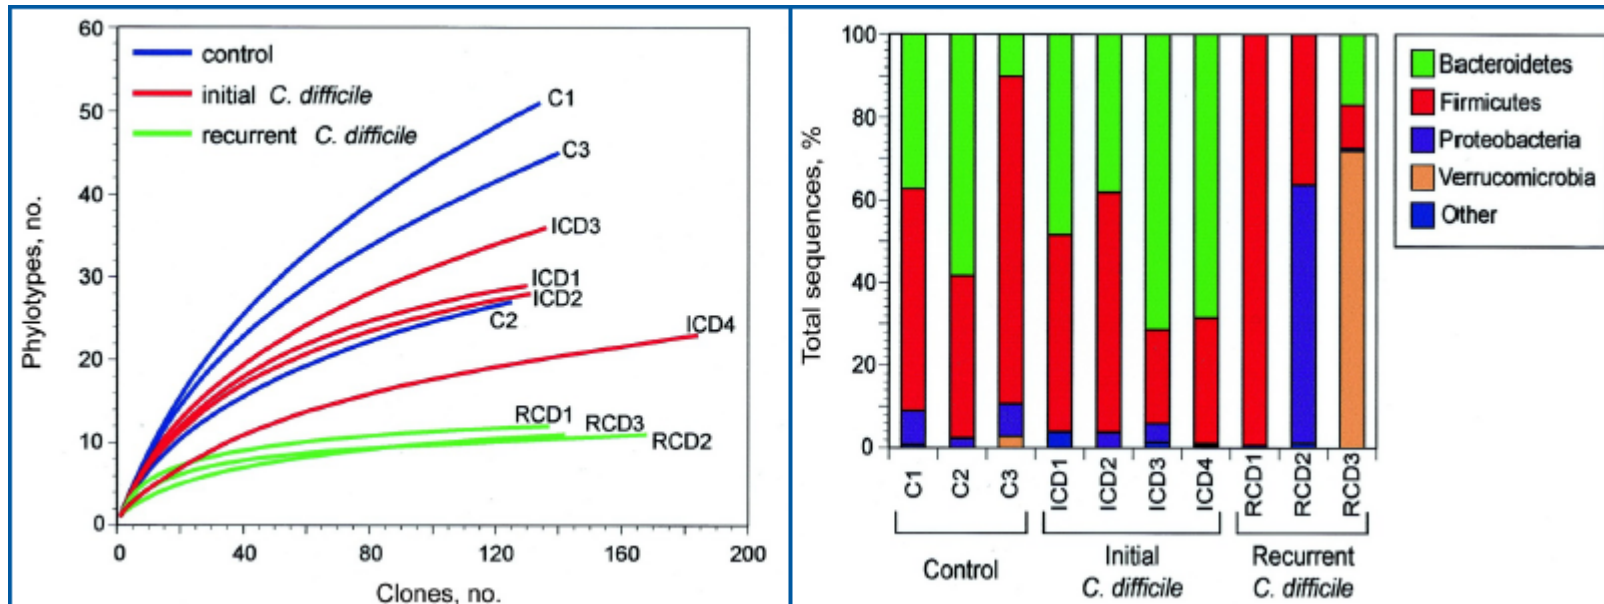 60
50
40
30
20
10
0
Phylotypes, no.
control
initial C. difficile
recurrent C. difficile
C1
C3
ICD3
ICD1
ICD2
C2
ICD4
RCD1
RCD3
RCD2
0 40 80 120 160 200
Clones, no.
100
80
60
40
20
0
Total sequences, %
C1 C2 C3 ICD1 ICD2 ICD3 ICD4 RCD1 RCD2 RCD3
Control
Initial
C. difficile
Recurrent
C. difficile
Bacteroidetes
Firmicutes
Proteobacteria
Verrucomicrobia
Other